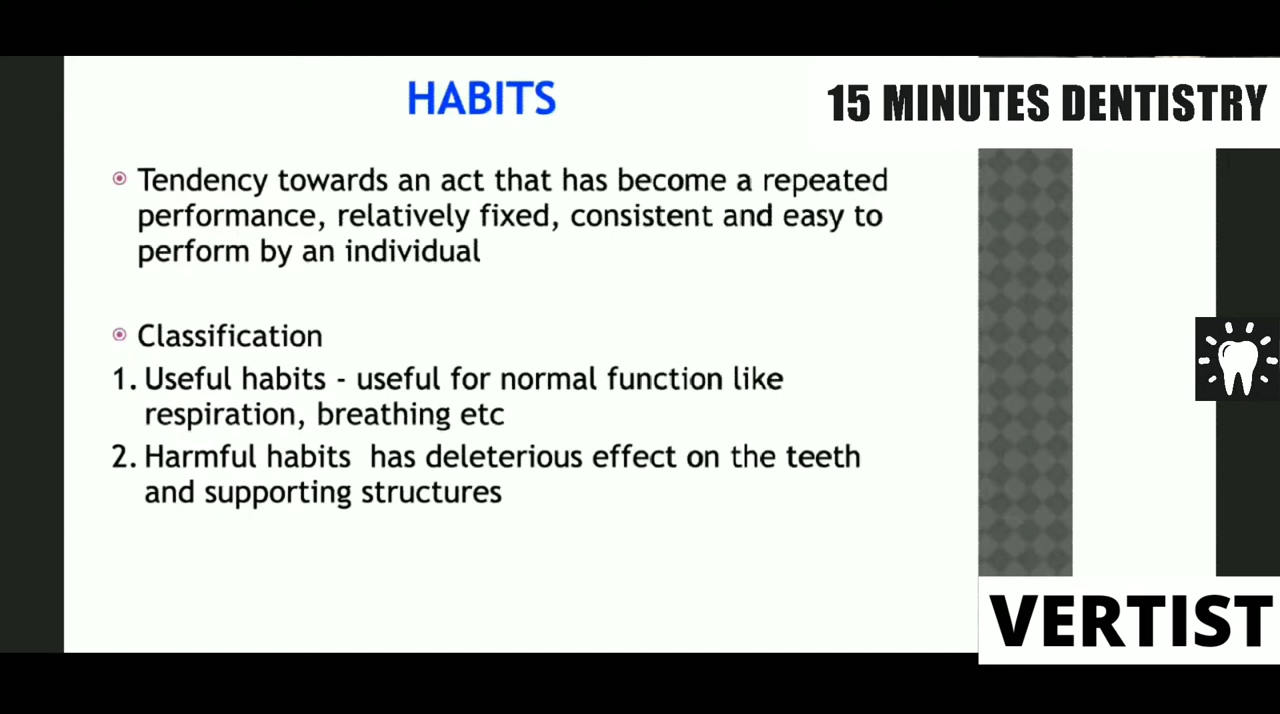 HABITS
15 MINUTES DENTISTRY
Tendency towards an act that has become a repeated
performance, relatively fixed, consistent and easy to
perform by an individual
Classification
1. Useful habits - useful for normal function like
respiration, breathing etc
2. Harmful habits has deleterious effect on the teeth
and supporting structures
VERTIST